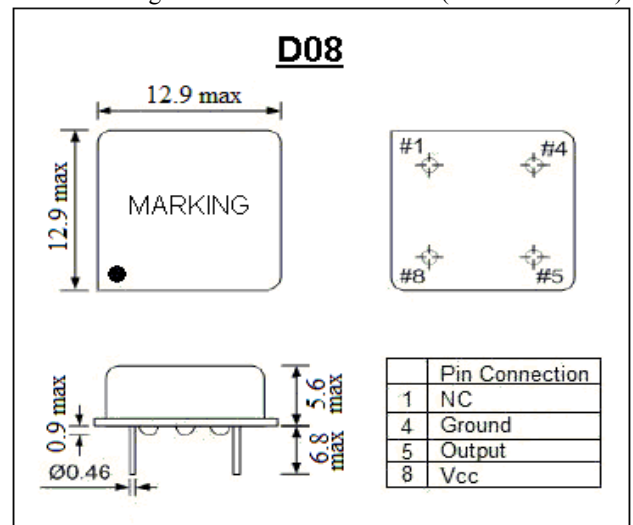 D08
12.9 max
12.9 max
MARKING
#1
#4
#8
#5
5.6 max
0.9 max
6.8 max
Ø0.46
Pin Connection
1 NC
4 Ground
5 Output
8 Vcc